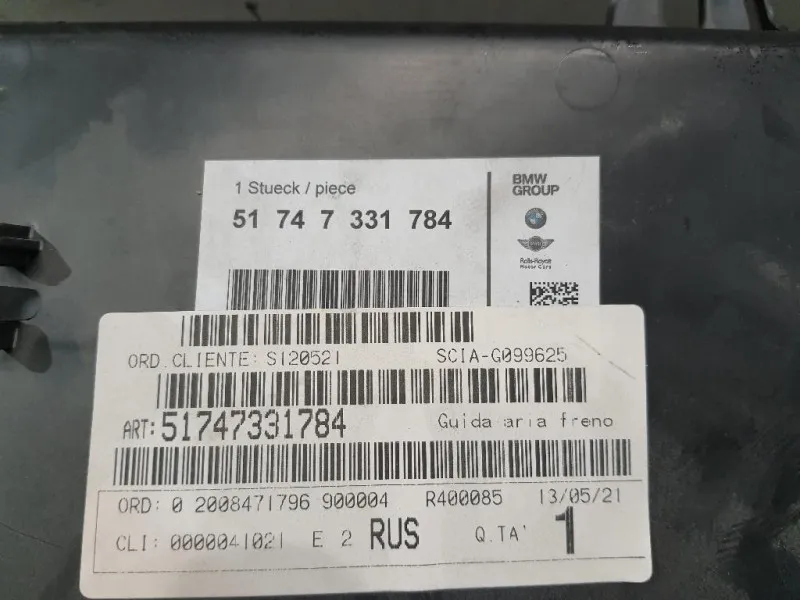 1 Stueck / piece
51 74 7 331 784
BMW
GROUP
Rolls-Royce
Motor Cars
ORD.CLIENTE: S120521 SCIA-G099625
ART: 51747331784 Guida aria freno
ORD: 0 2008471796 900004 R400085 13/05/21
CLI: 0000041021 E 2 RUS Q.TA' 1